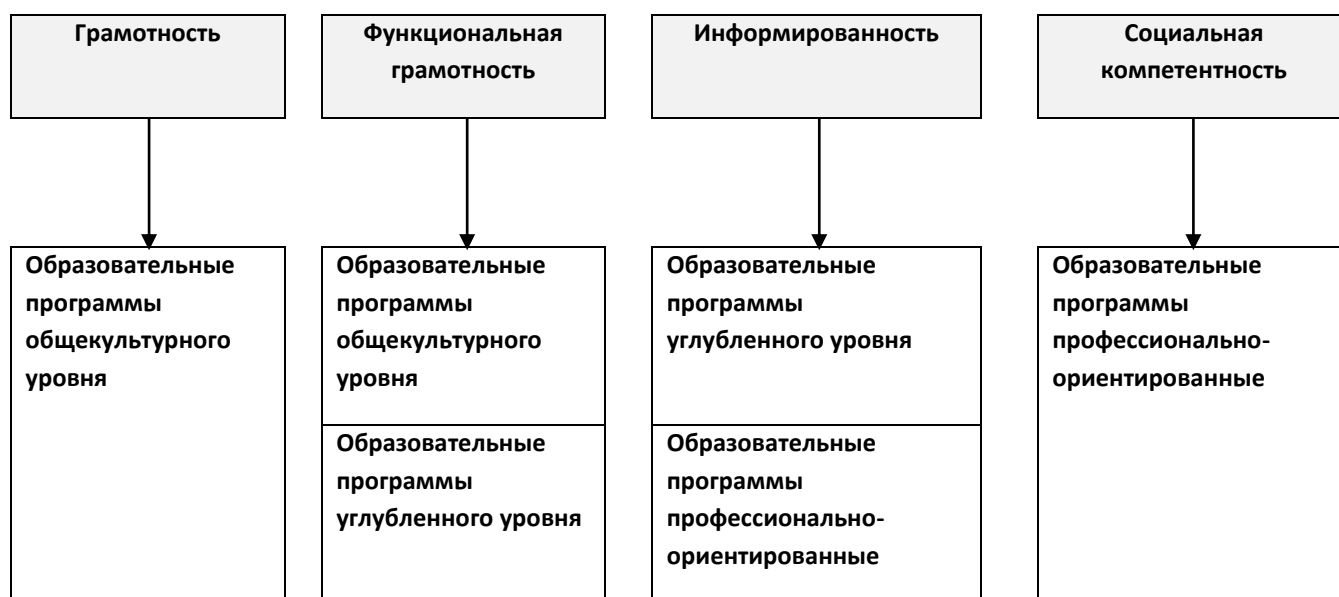 Грамотность
Функциональная
грамотность
Информированность
Социальная
компетентность
Образовательные
программы
общекультурного
уровня
Образовательные
программы
общекультурного
уровня
Образовательные
программы
углубленного уровня
Образовательные
программы
углубленного уровня
Образовательные
программы
профессионально-
ориентированные
Образовательные
программы
профессионально-
ориентированные